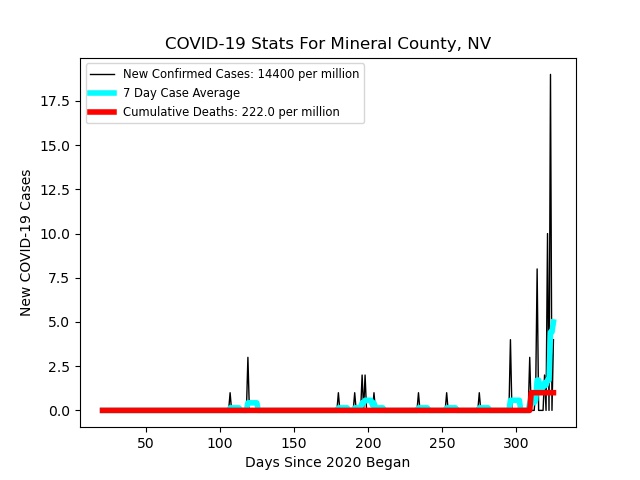 COVID-19 Stats For Mineral County, NV
New Confirmed Cases: 14400 per million
7 Day Case Average
Cumulative Deaths: 222.0 per million
New COVID-19 Cases
17.5
15.0
12.5
10.0
7.5
5.0
2.5
0.0
50 100 150 200 250 300
Days Since 2020 Began